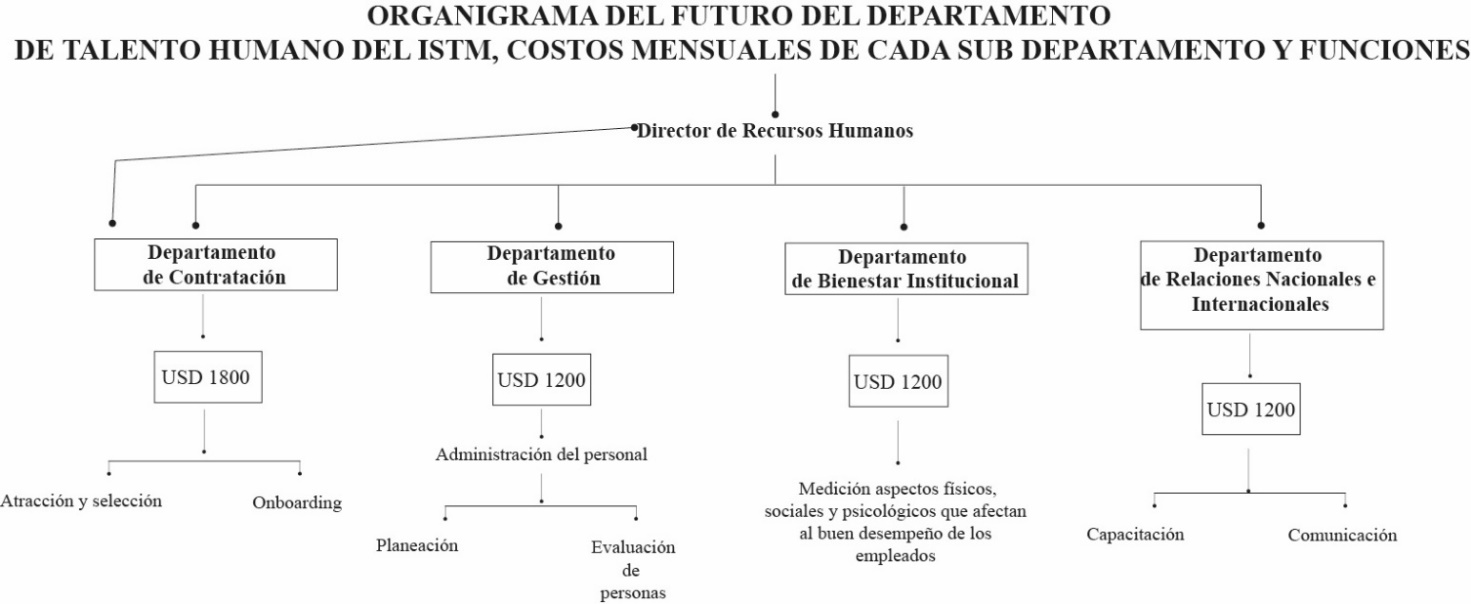 ORGANIGRAMA DEL FUTURO DEL DEPARTAMENTO
DE TALENTO HUMANO DEL ISTM, COSTOS MENSUALES DE CADA SUB DEPARTAMENTO Y FUNCIONES
Director de Recursos Humanos
Departamento
de Contratación
USD 1800
Atracción y selección
Onboarding
Departamento
de Gestión
USD 1200
Administración del personal
Planeación
Evaluación
de
personas
Departamento
de Bienestar Institucional
USD 1200
Medición aspectos físicos,
sociales y psicológicos que afectan
al buen desempeño de los
empleados
Departamento
de Relaciones Nacionales e
Internacionales
USD 1200
Capacitación
Comunicación